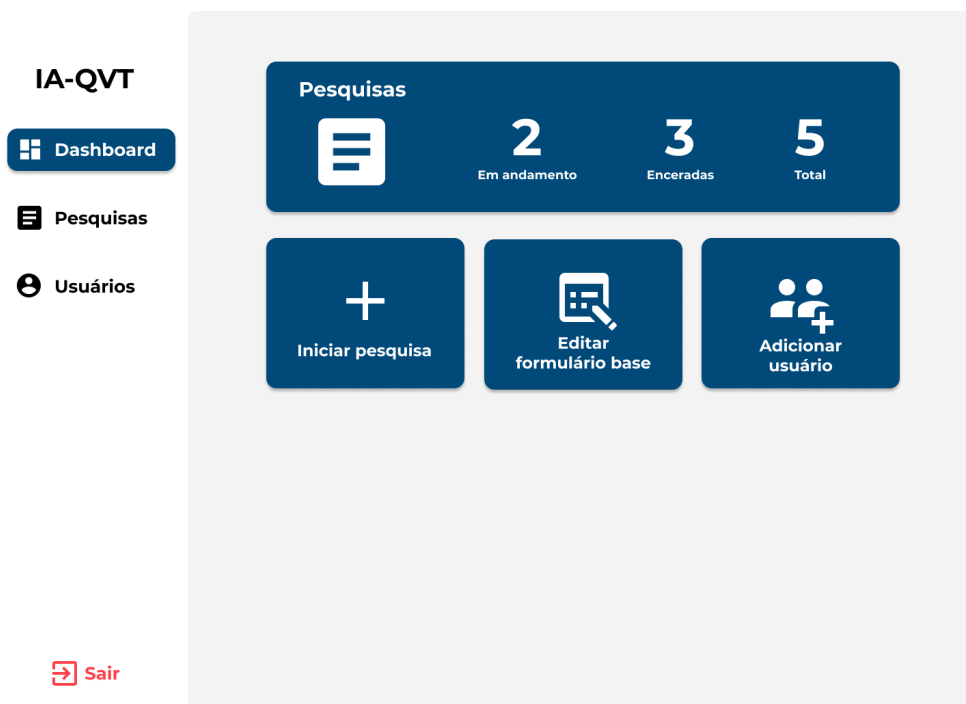 IA-QVT
Dashboard
Pesquisas
Usuários
Sair
Pesquisas
2
Em andamento
3
Enceradas
5
Total
Iniciar pesquisa
Editar
formulário base
Adicionar
usuário